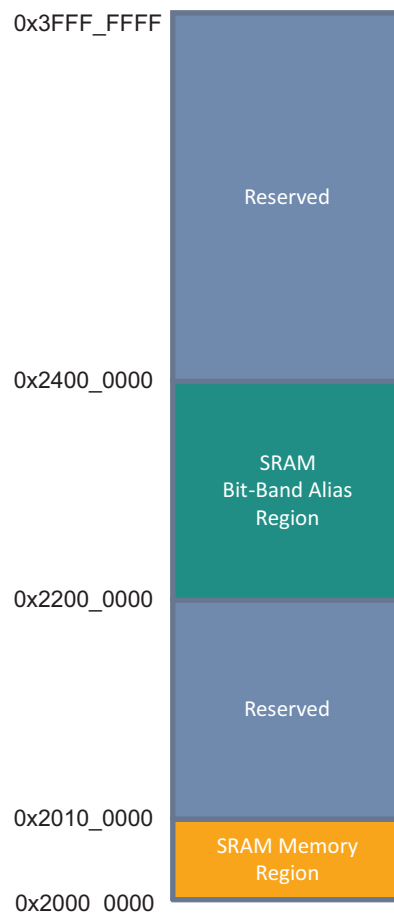 0x3FFF_FFFF
Reserved
0x2400_0000
SRAM
Bit-Band Alias
Region
0x2200_0000
Reserved
0x2010_0000
SRAM Memory
Region
0x2000_0000